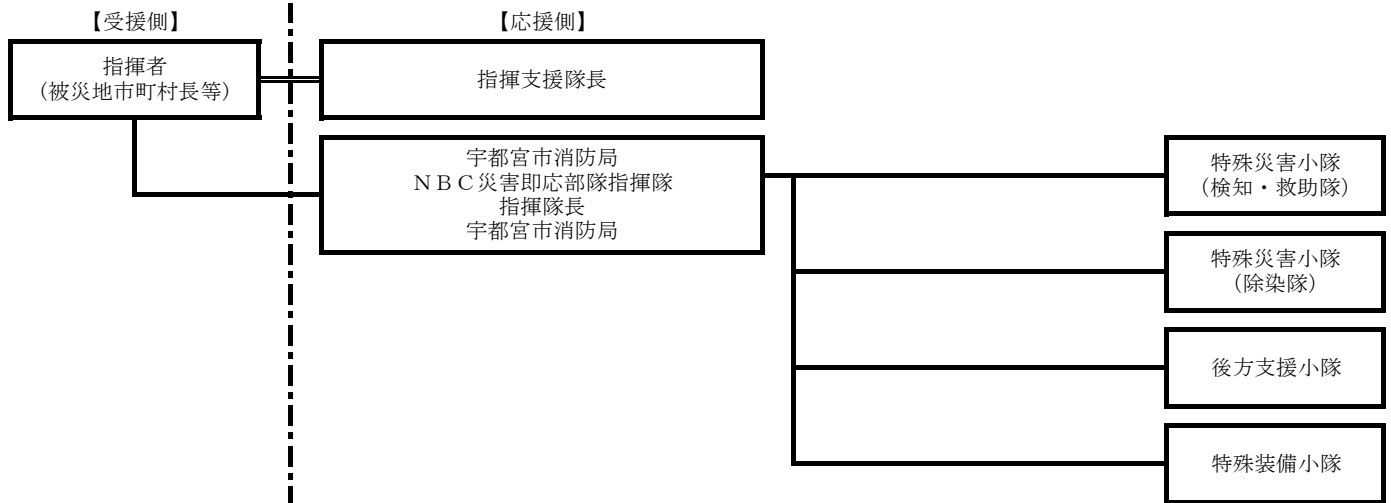 【受援側】
【応援側】
指揮者
（被災地市町村長等）
指揮支援隊長
宇都宮市消防局
ＮＢＣ災害即応部隊指揮隊
指揮隊長
宇都宮市消防局
特殊災害小隊
（検知・救助隊）
特殊災害小隊
（除染隊）
後方支援小隊
特殊装備小隊